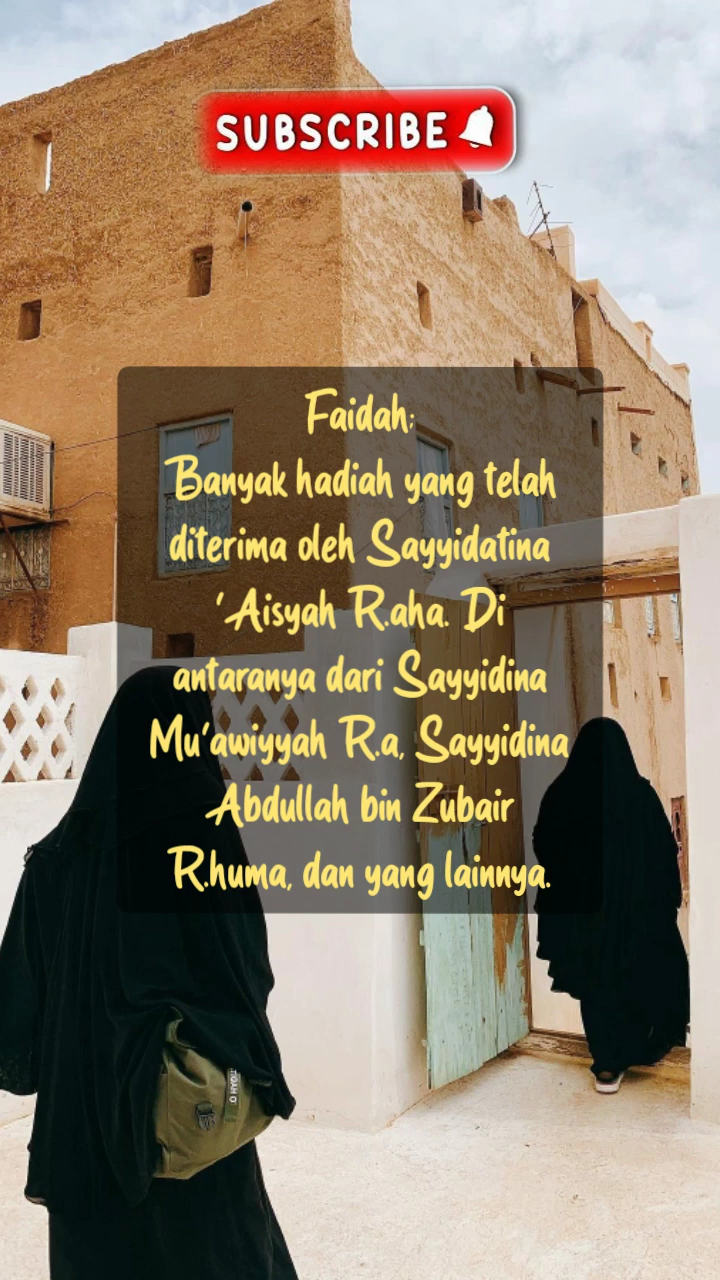 SUBSCRIBE
Faidah;
Banyak hadiah yang telah
diterima oleh Sayyidatina
'Aisyah R.aha. Di
antaranya dari Sayyidina
Mu'awiyyah R.a, Sayyidina
Abdullah bin Zubair
R.huma, dan yang lainnya.